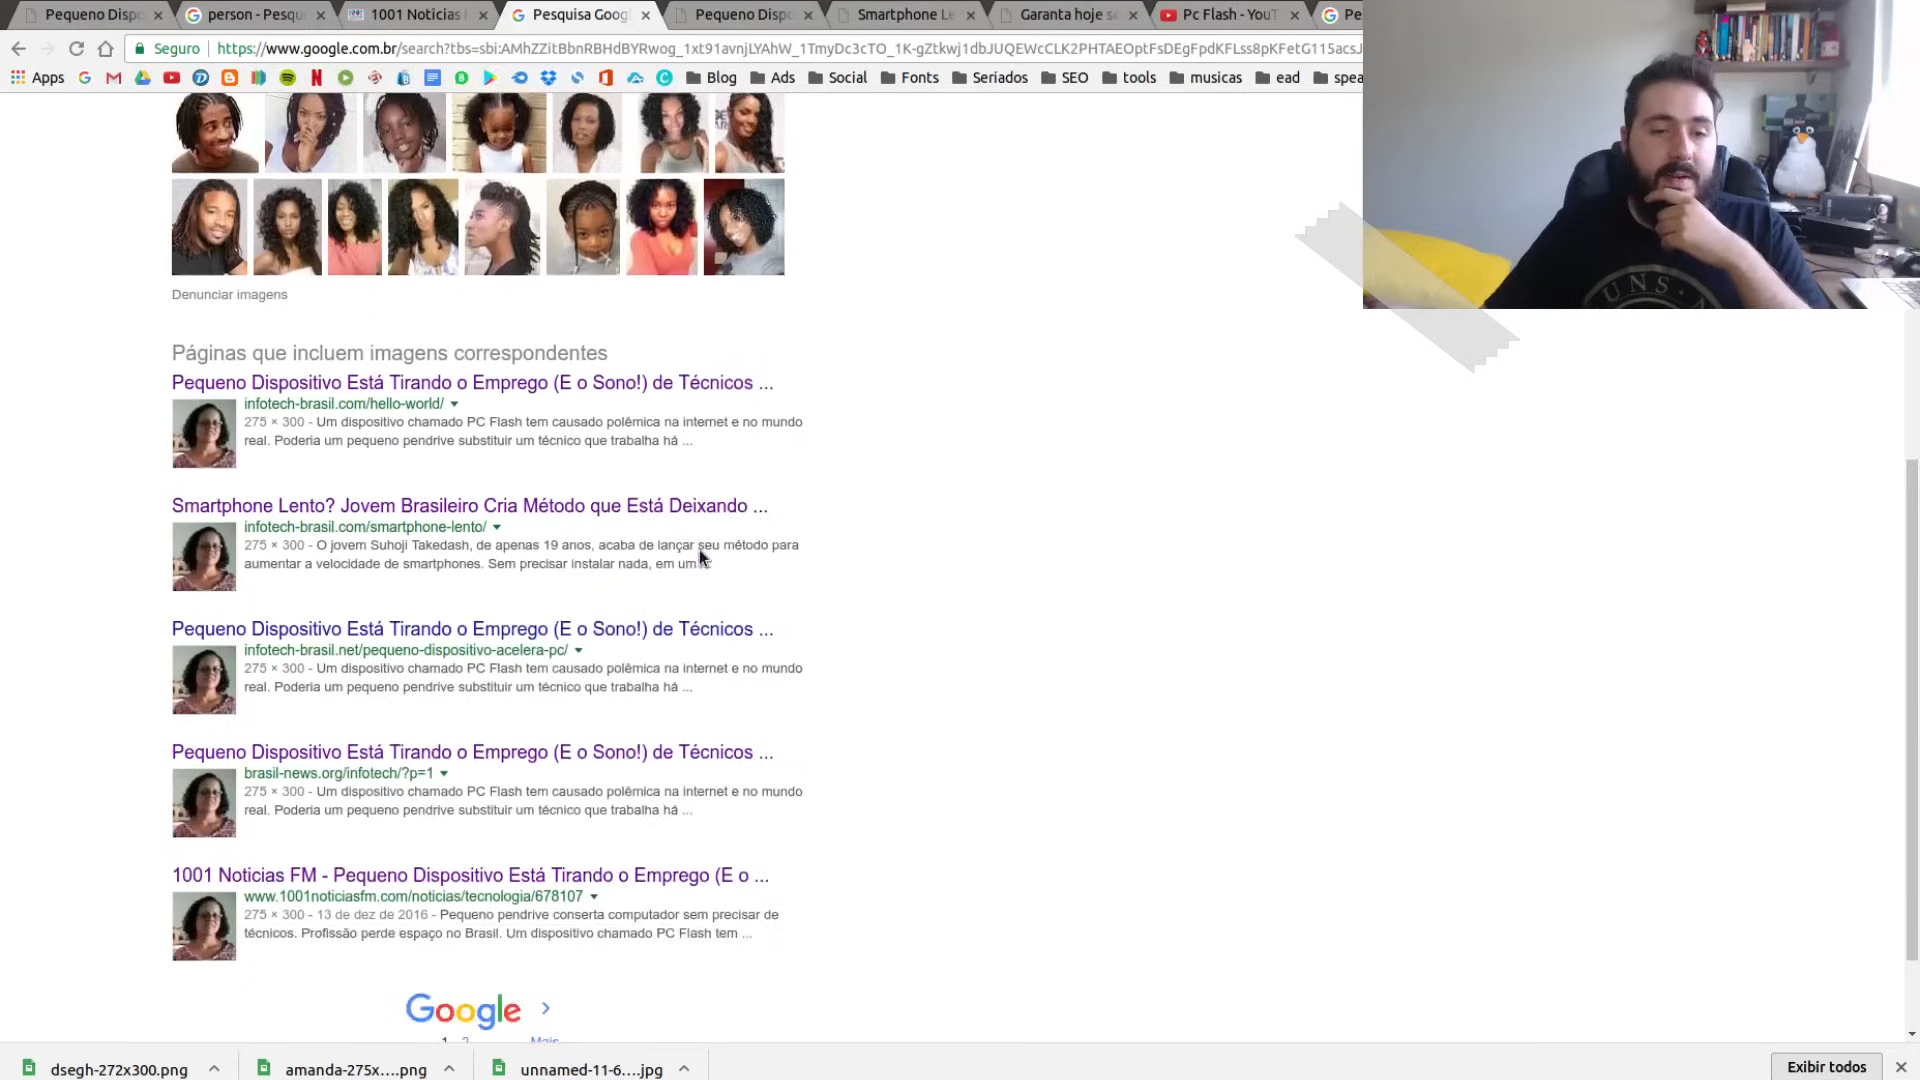 Pequeno Disp
person - Pesqu
1001 Noticias
Pesquisa Goog
Pequeno Disp
Smartphone Le
Garanta hoje s
Pc Flash - YouT
Pe
Seguro
https://www.google.com.br/search?tbs=sbi:AMhZZitBbnRBHdBYRwog_1xt91avnjLYAhW_1TmyDc3cTO_1K-gZtkwj1dbJUQEWcCLK2PHTAEOptFsDEgFpdKFLss8pKFetG115acsJ
Apps Blog Ads Social Fonts Seriados SEO tools musicas ead spea
Denunciar imagens
Páginas que incluem imagens correspondentes
Pequeno Dispositivo Está Tirando o Emprego (E o Sono!) de Técnicos ...
infotech-brasil.com/hello-world/
275 × 300 - Um dispositivo chamado PC Flash tem causado polêmica na internet e no mundo
real. Poderia um pequeno pendrive substituir um técnico que trabalha há ...
Smartphone Lento? Jovem Brasileiro Cria Método que Está Deixando ...
infotech-brasil.com/smartphone-lento/
275 × 300 - O jovem Suhoji Takedash, de apenas 19 anos, acaba de lançar seu método para
aumentar a velocidade de smartphones. Sem precisar instalar nada, em um
Pequeno Dispositivo Está Tirando o Emprego (E o Sono!) de Técnicos ...
infotech-brasil.net/pequeno-dispositivo-acelera-pc/
275 × 300 - Um dispositivo chamado PC Flash tem causado polêmica na internet e no mundo
real. Poderia um pequeno pendrive substituir um técnico que trabalha há ...
Pequeno Dispositivo Está Tirando o Emprego (E o Sono!) de Técnicos ...
brasil-news.org/infotech/?p=1
275 × 300 - Um dispositivo chamado PC Flash tem causado polêmica na internet e no mundo
real. Poderia um pequeno pendrive substituir um técnico que trabalha há ...
1001 Noticias FM - Pequeno Dispositivo Está Tirando o Emprego (E o ...
www.1001noticiasfm.com/noticias/tecnologia/678107
275 × 300 - 13 de dez de 2016 - Pequeno pendrive conserta computador sem precisar de
técnicos. Profissão perde espaço no Brasil. Um dispositivo chamado PC Flash tem ...
Google
1 2 Mais
dsegh-272x300.png
amanda-275x....png
unnamed-11-6....jpg
Exibir todos
UNS